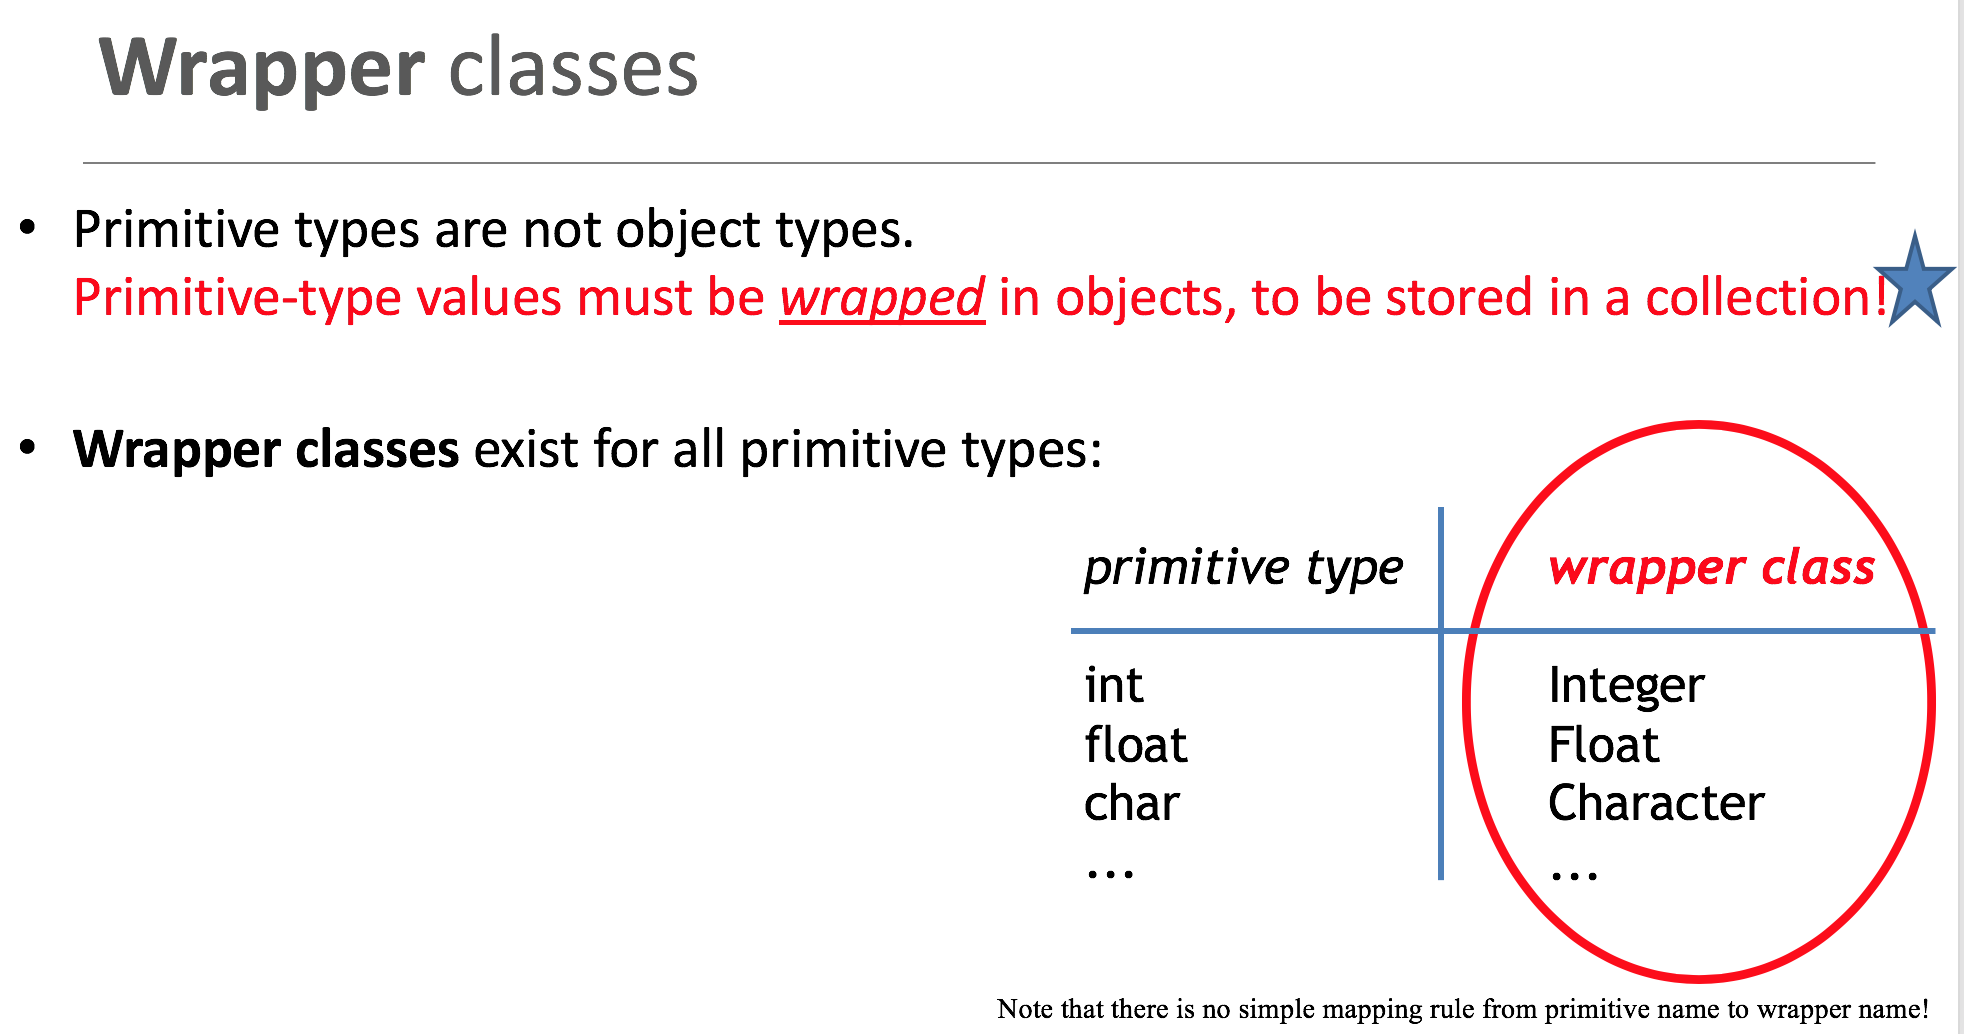 Wrapper classes
• Primitive types are not object types.
Primitive-type values must be wrapped in objects, to be stored in a collection!
• Wrapper classes exist for all primitive types:
primitive type wrapper class
int Integer
float Float
char Character
... ...
Note that there is no simple mapping rule from primitive name to wrapper name!